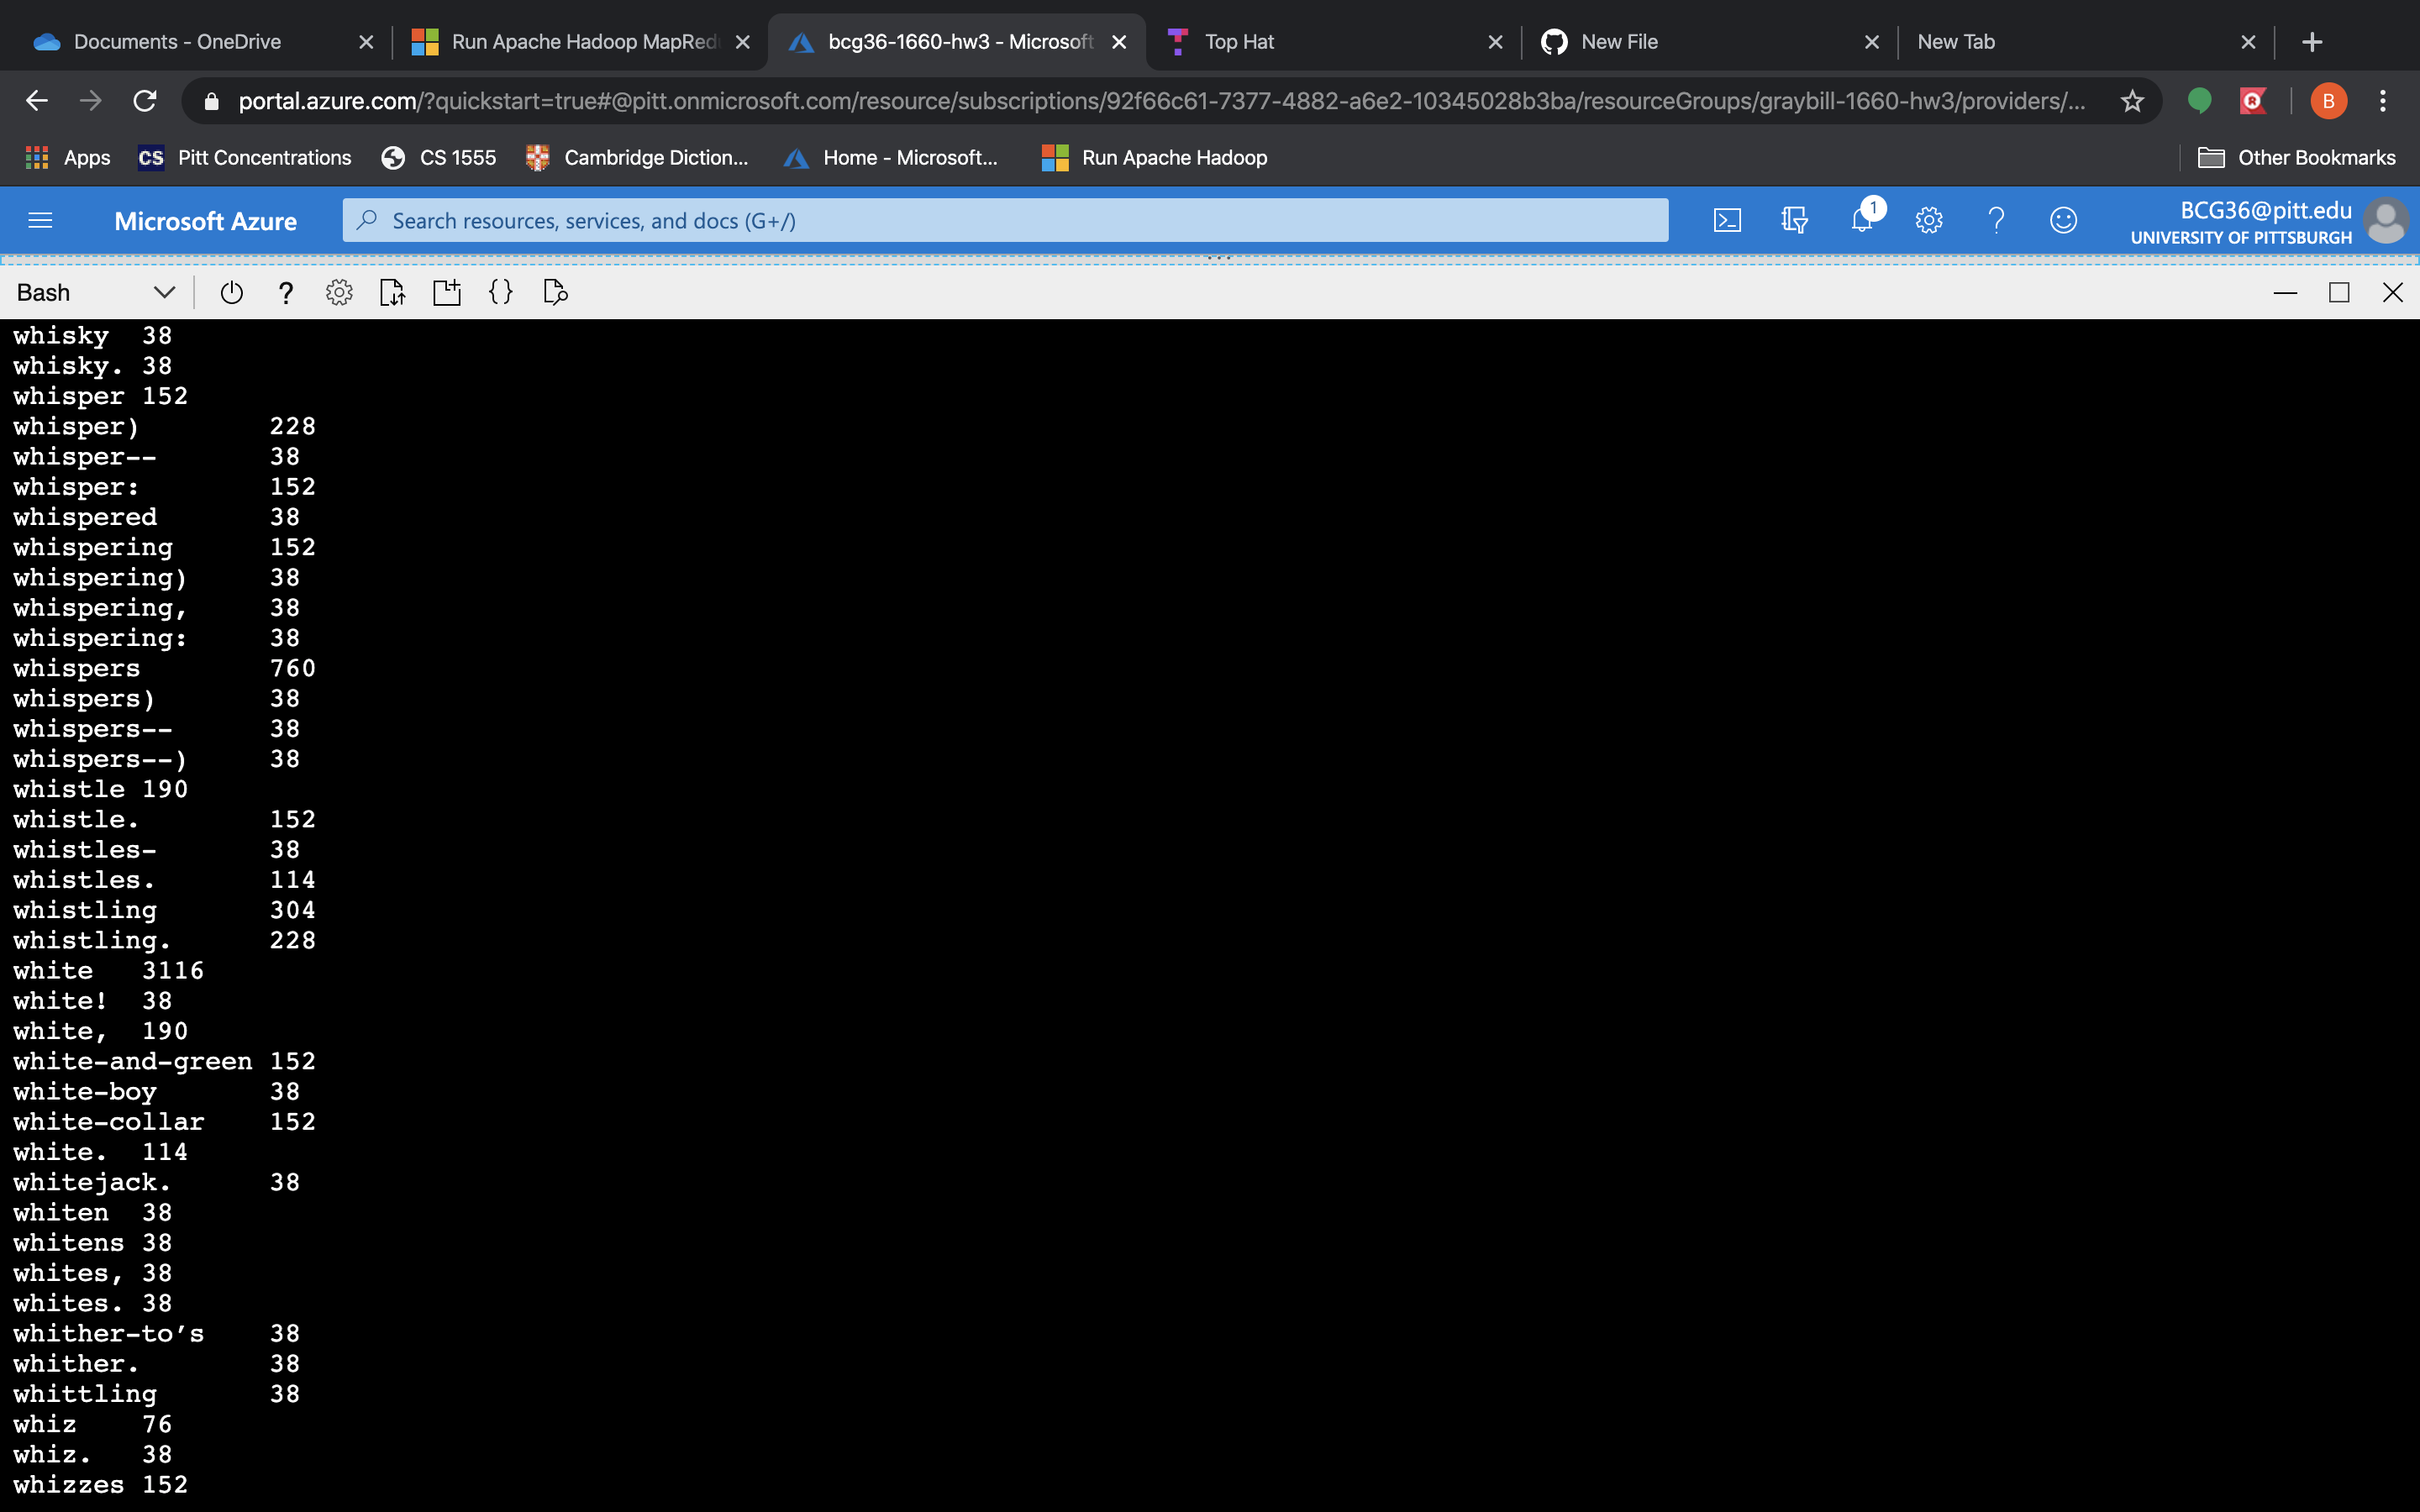 Documents - OneDrive
Run Apache Hadoop MapRed
bcg36-1660-hw3 - Microsoft
Top Hat
New File
New Tab
portal.azure.com/?quickstart=true#@pitt.onmicrosoft.com/resource/subscriptions/92f66c61-7377-4882-a6e2-10345028b3ba/resourceGroups/graybill-1660-hw3/providers/...
B
Apps
CS Pitt Concentrations
CS 1555
Cambridge Diction...
Home - Microsoft...
Run Apache Hadoop
Other Bookmarks
Microsoft Azure
Search resources, services, and docs (G+/)
1
BCG36@pitt.edu
UNIVERSITY OF PITTSBURGH
Bash
whisky 38
whisky. 38
whisper 152
whisper) 228
whisper-- 38
whisper: 152
whispered 38
whispering 152
whispering) 38
whispering, 38
whispering: 38
whispers 760
whispers) 38
whispers-- 38
whispers--) 38
whistle 190
whistle. 152
whistles- 38
whistles. 114
whistling 304
whistling. 228
white 3116
white! 38
white, 190
white-and-green 152
white-boy 38
white-collar 152
white. 114
whitejack. 38
whiten 38
whitens 38
whites, 38
whites. 38
whither-to’s 38
whither. 38
whittling 38
whiz 76
whiz. 38
whizzes 152